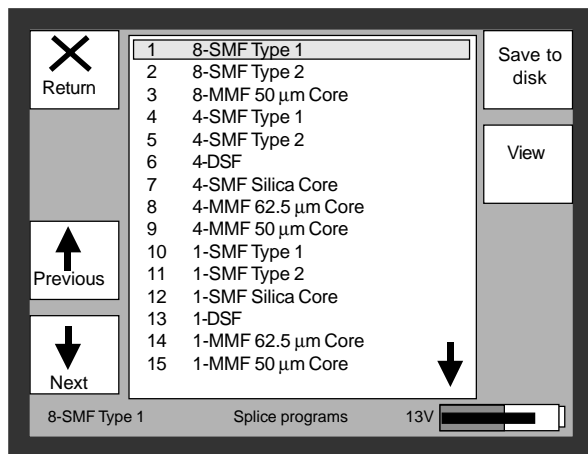 Return
Previous
Next
1 8-SMF Type 1
2 8-SMF Type 2
3 8-MMF 50 µm Core
4 4-SMF Type 1
5 4-SMF Type 2
6 4-DSF
7 4-SMF Silica Core
8 4-MMF 62.5 µm Core
9 4-MMF 50 µm Core
10 1-SMF Type 1
11 1-SMF Type 2
12 1-SMF Silica Core
13 1-DSF
14 1-MMF 62.5 µm Core
15 1-MMF 50 µm Core
Save to
disk
View
8-SMF Type 1 Splice programs 13V